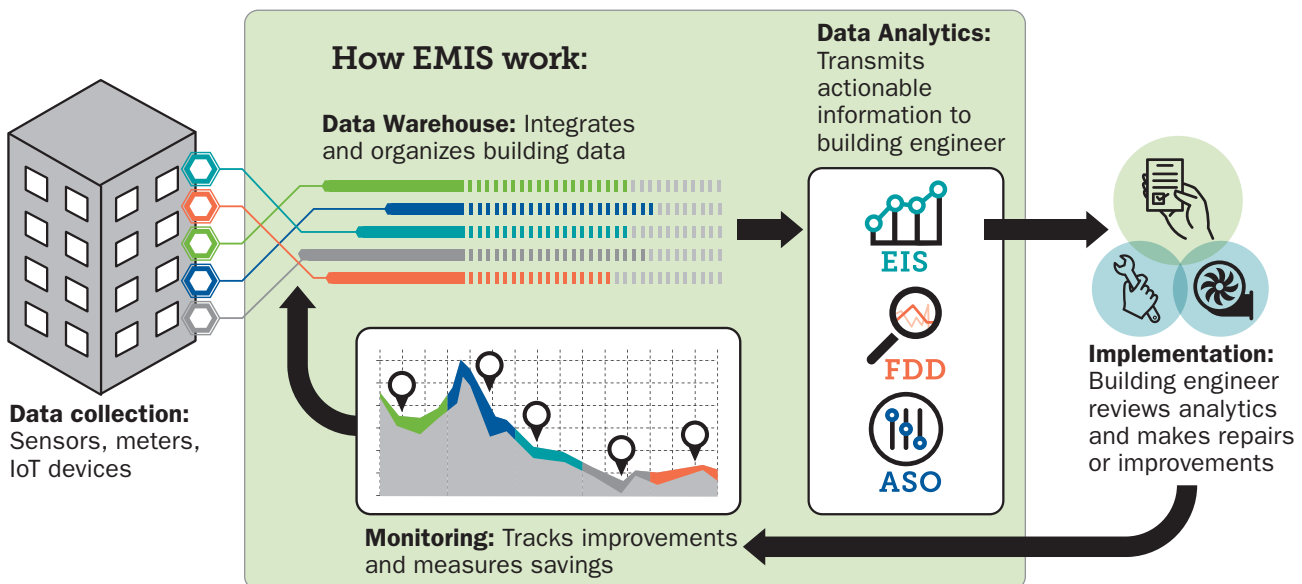 How EMIS work:
Data collection:
Sensors, meters,
IoT devices
Data Warehouse: Integrates
and organizes building data
Data Analytics:
Transmits
actionable
information to
building engineer
EIS
FDD
ASO
Implementation:
Building engineer
reviews analytics
and makes repairs
or improvements
Monitoring: Tracks improvements
and measures savings